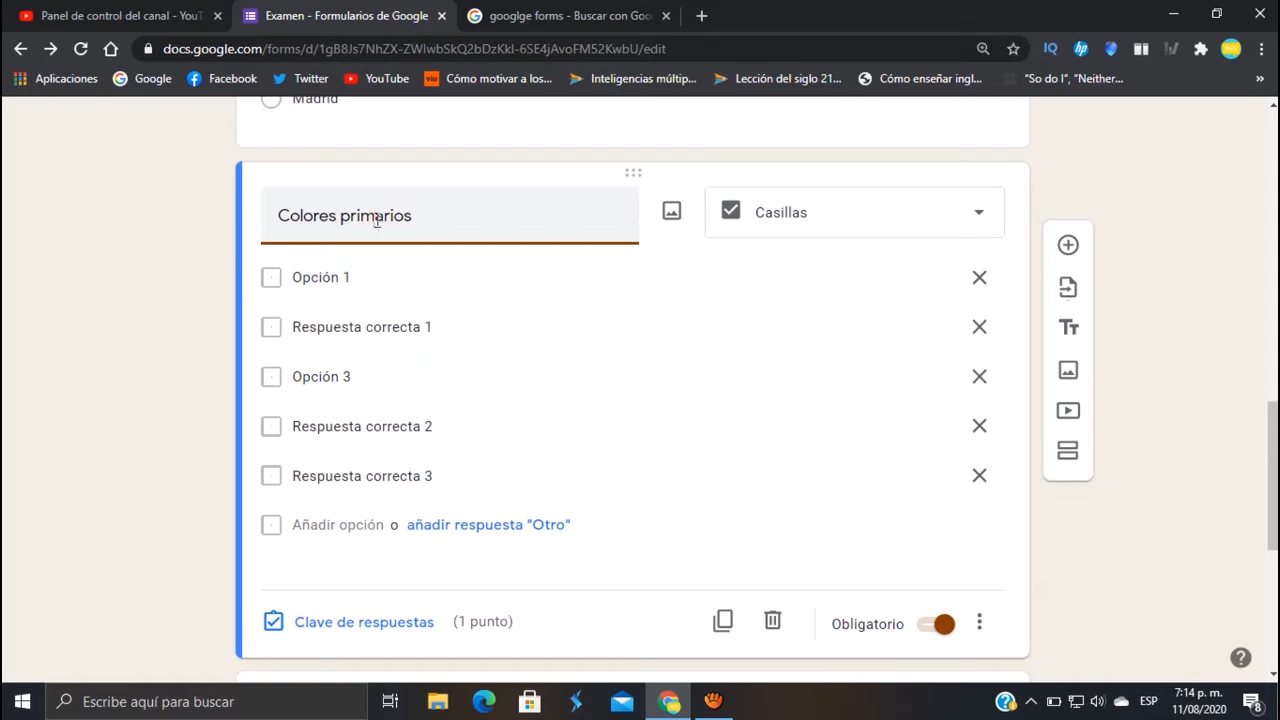 Panel de control del canal - YouT
Examen - Formularios de Google
googlge forms - Buscar con Goo
docs.google.com/forms/d/1gB8Js7NhZX-ZWlwbSkQ2bDzKkI-6SE4jAvoFM52KwbU/edit
Aplicaciones
Google
Facebook
Twitter
YouTube
Cómo motivar a los...
Inteligencias múltip...
Lección del siglo 21...
Cómo enseñar ingl...
"So do I", "Neither...
»
Madrid
Colores primarios
Casillas
Opción 1
Respuesta correcta 1
Opción 3
Respuesta correcta 2
Respuesta correcta 3
Añadir opción o añadir respuesta "Otro"
Clave de respuestas (1 punto)
Obligatorio
Escribe aquí para buscar
ESP
7:14 p. m.
11/08/2020
8